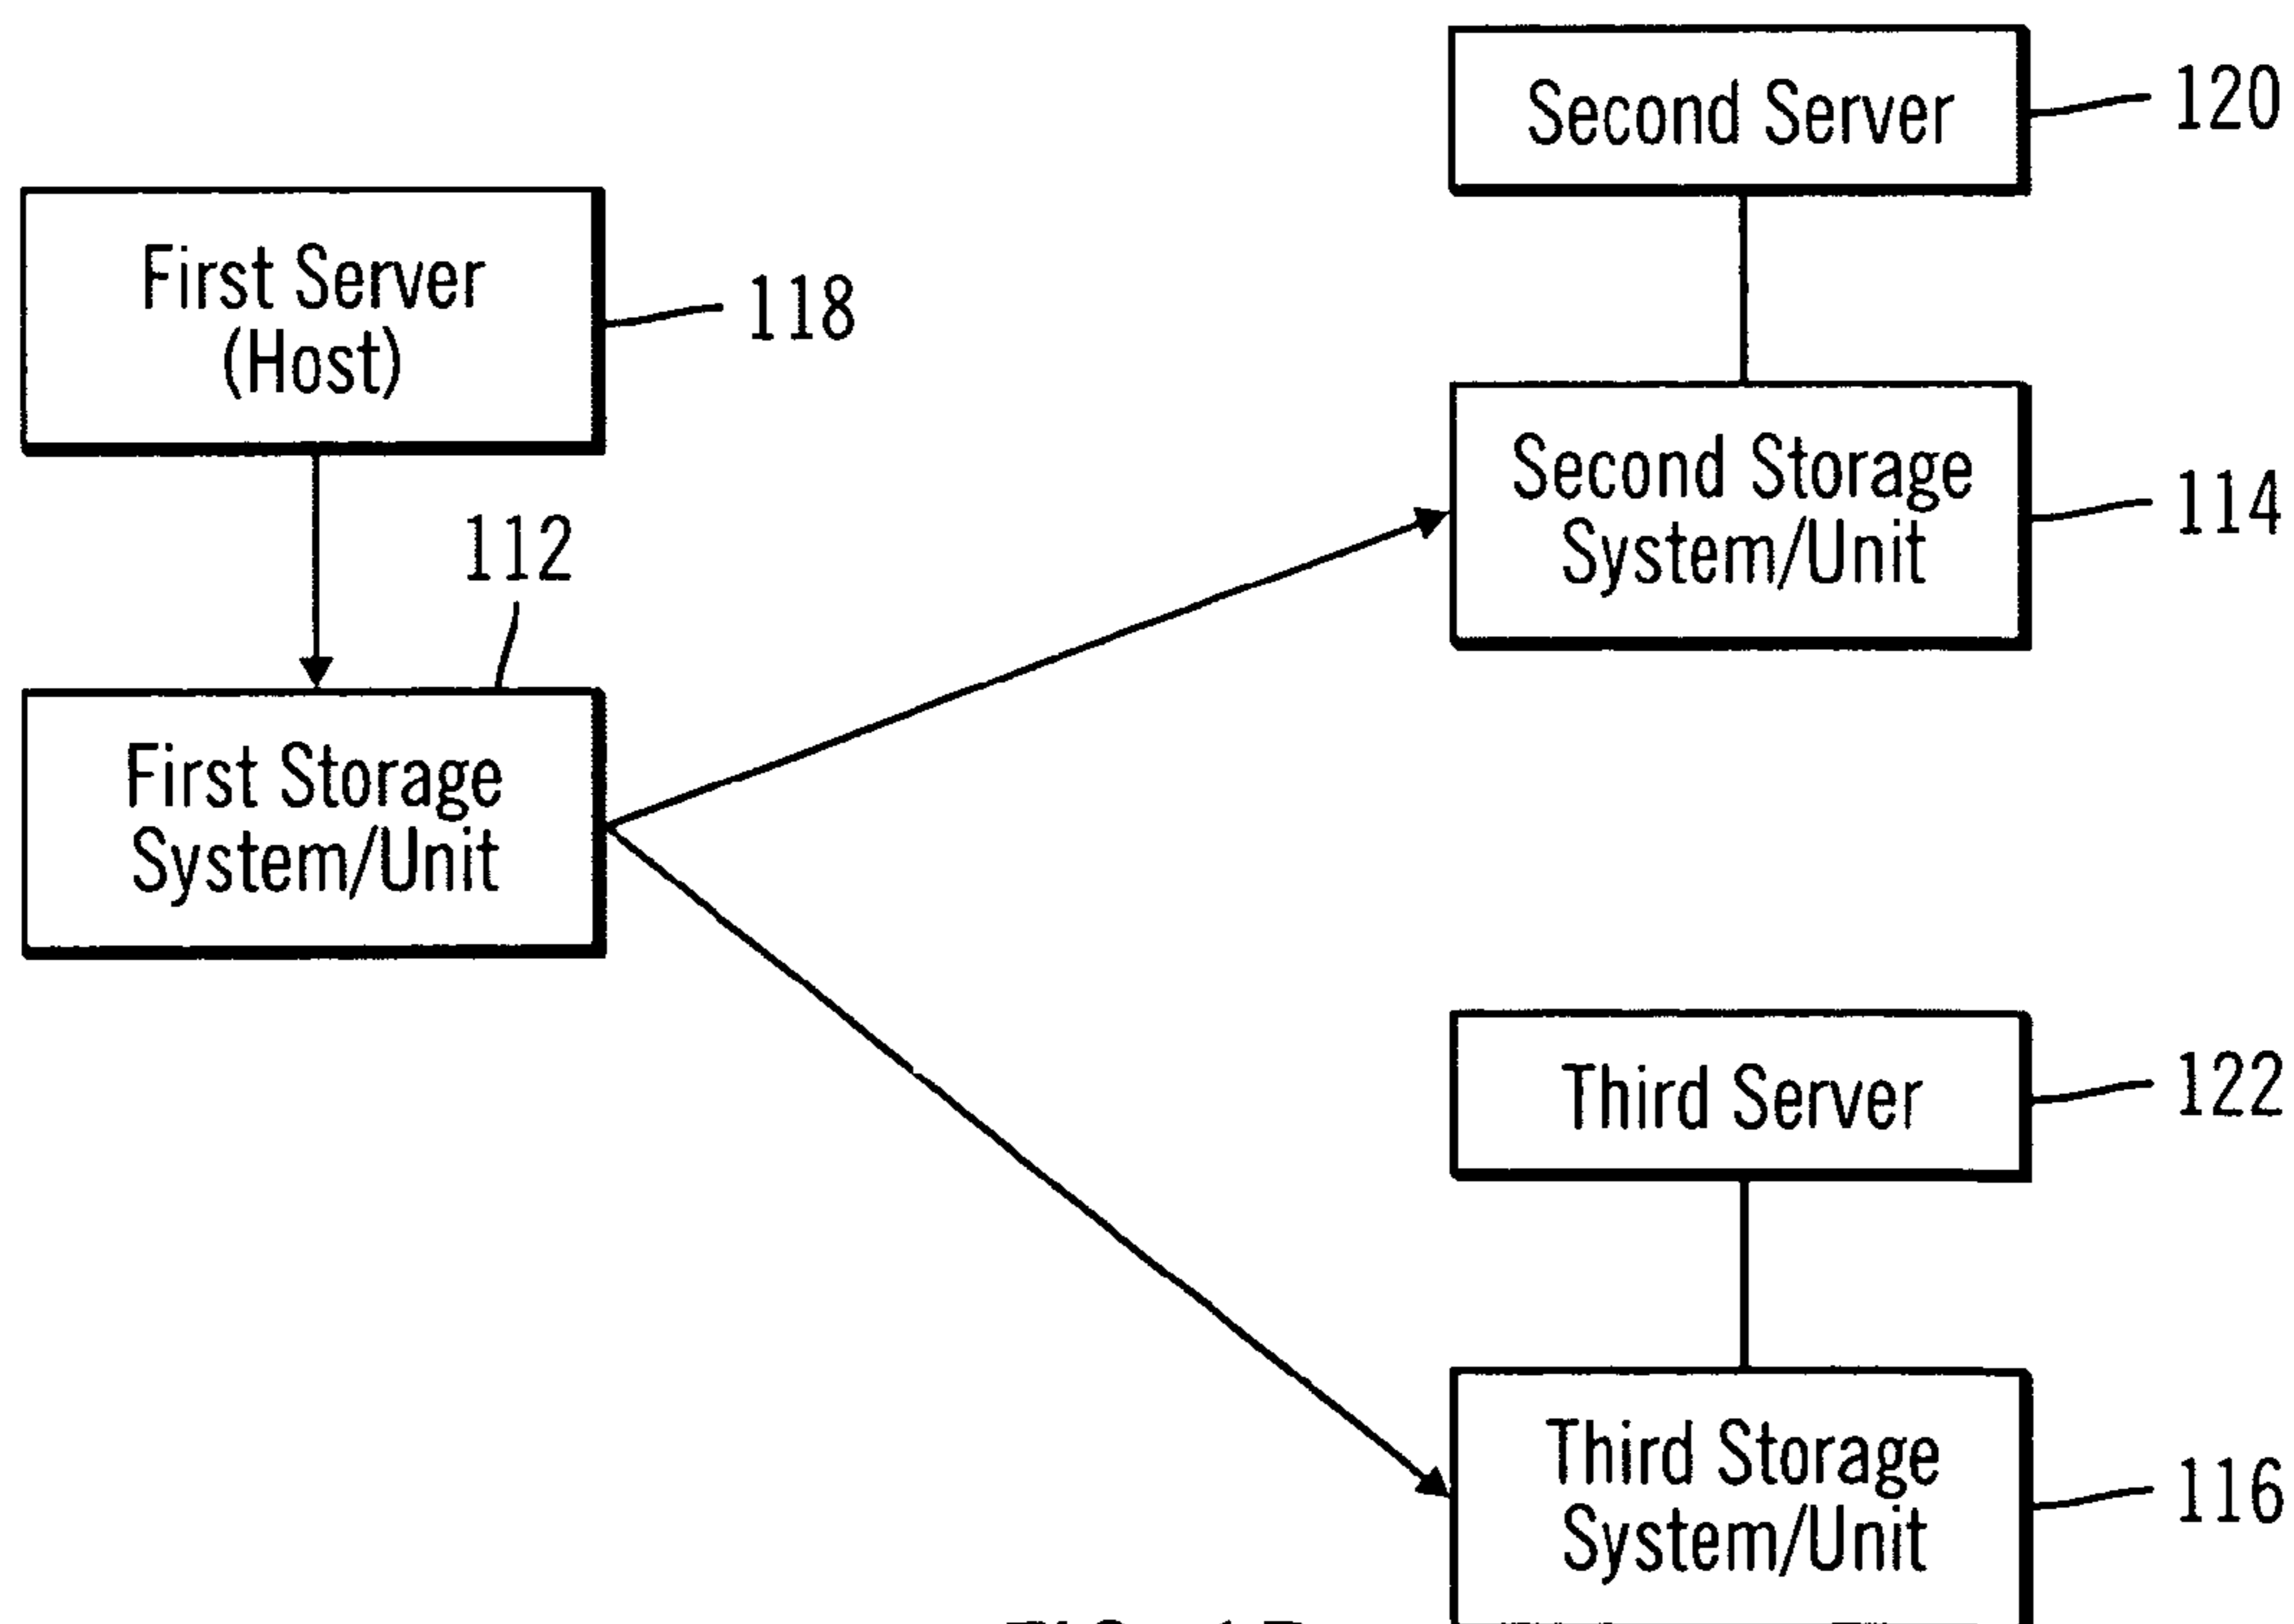 Second Server
120
First Server
(Host)
118
Second Storage
System/Unit
114
112
First Storage
System/Unit
Third Server
122
Third Storage
System/Unit
116